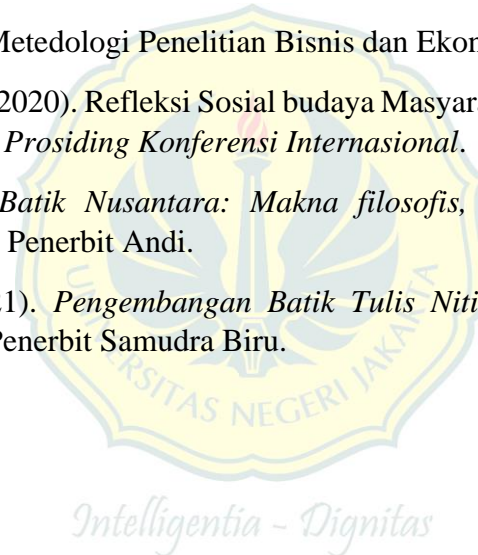 Metedologi Penelitian Bisnis dan Ekon
2020). Refleksi Sosial budaya Masyara
Prosiding Konferensi Internasional.
Batik Nusantara: Makna filosofis,
Penerbit Andi.
21). Pengembangan Batik Tulis Niti
Penerbit Samudra Biru.
UNIVERSITAS NEGERI JAKARTA
Intelligentia - Dignitas